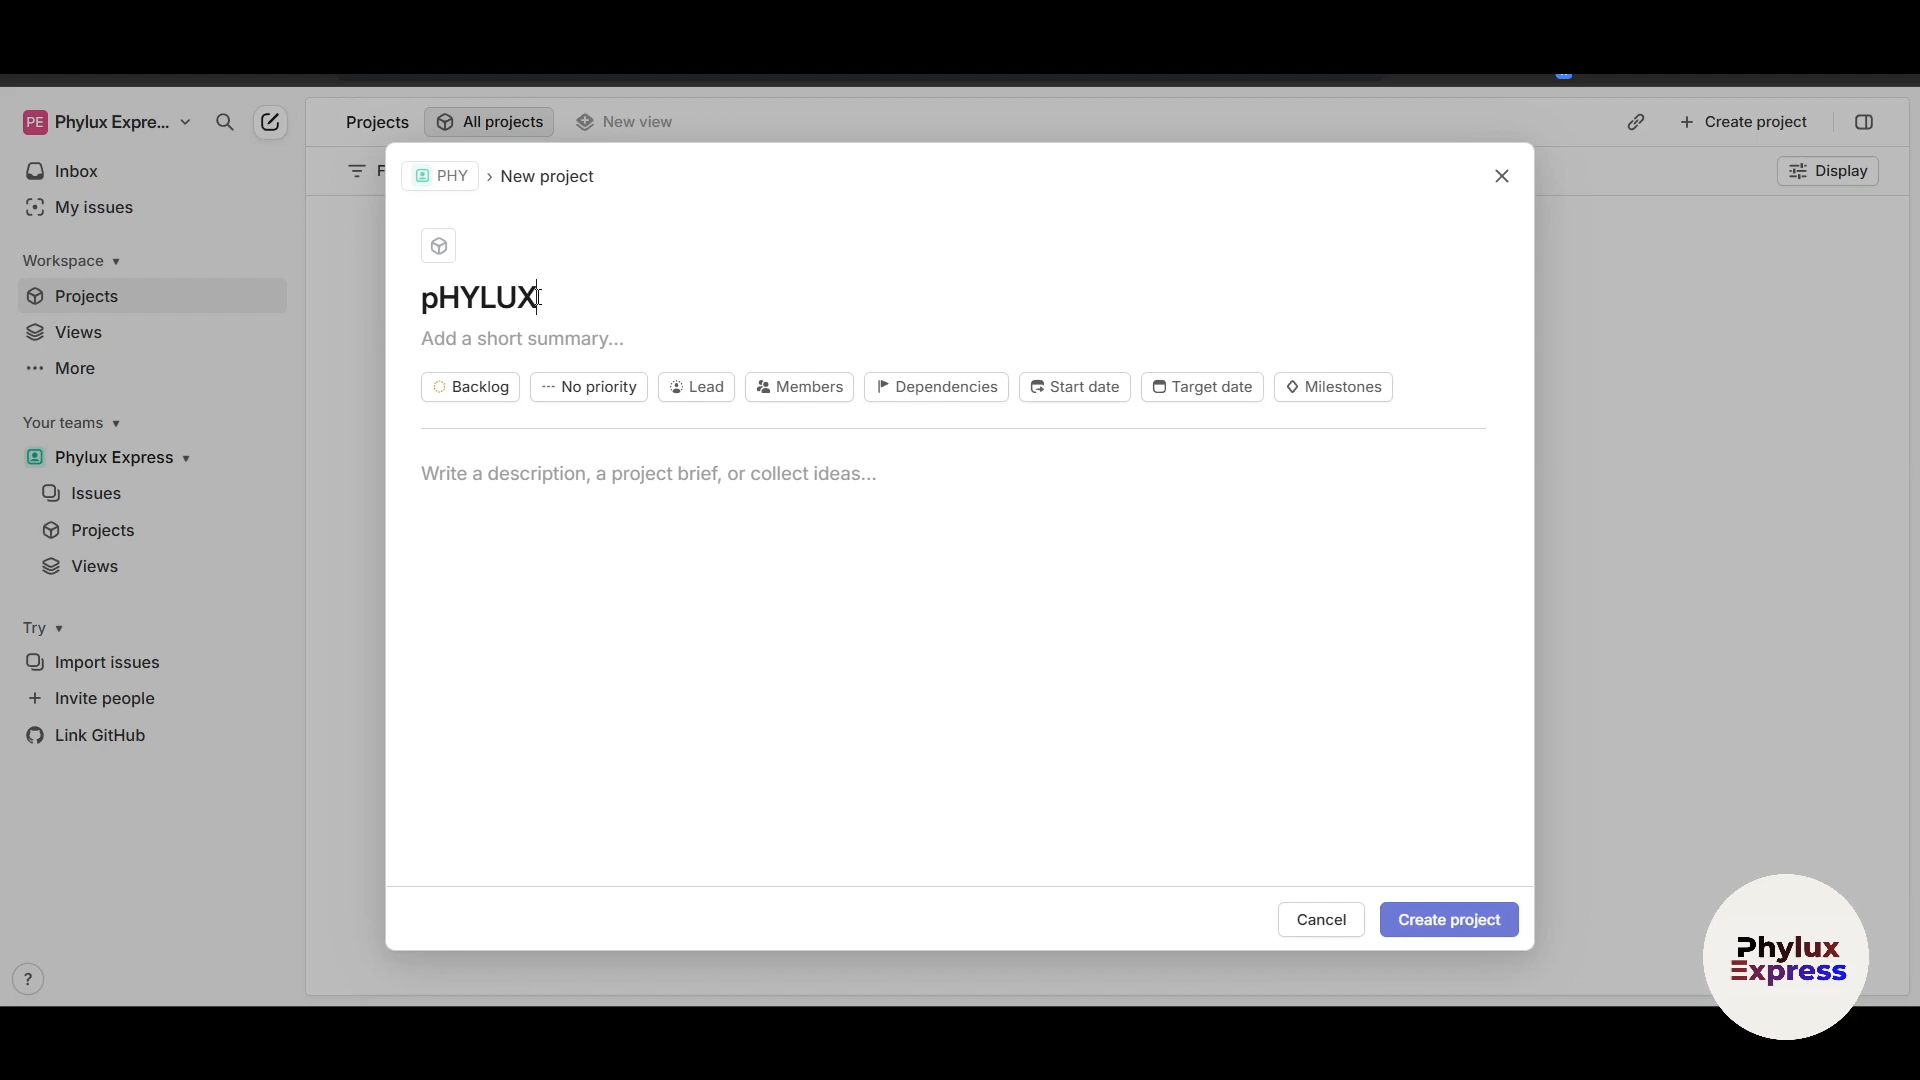 PE Phylux Expre...
Inbox
My issues
Workspace
Projects
Views
More
Your teams
Phylux Express
Issues
Projects
Views
Try
Import issues
Invite people
Link GitHub
?
Projects All projects New view Create project
F Display
PHY › New project
pHYLUX
Add a short summary...
Backlog No priority Lead Members Dependencies Start date Target date Milestones
Write a description, a project brief, or collect ideas...
Cancel Create project
Phylux
Express